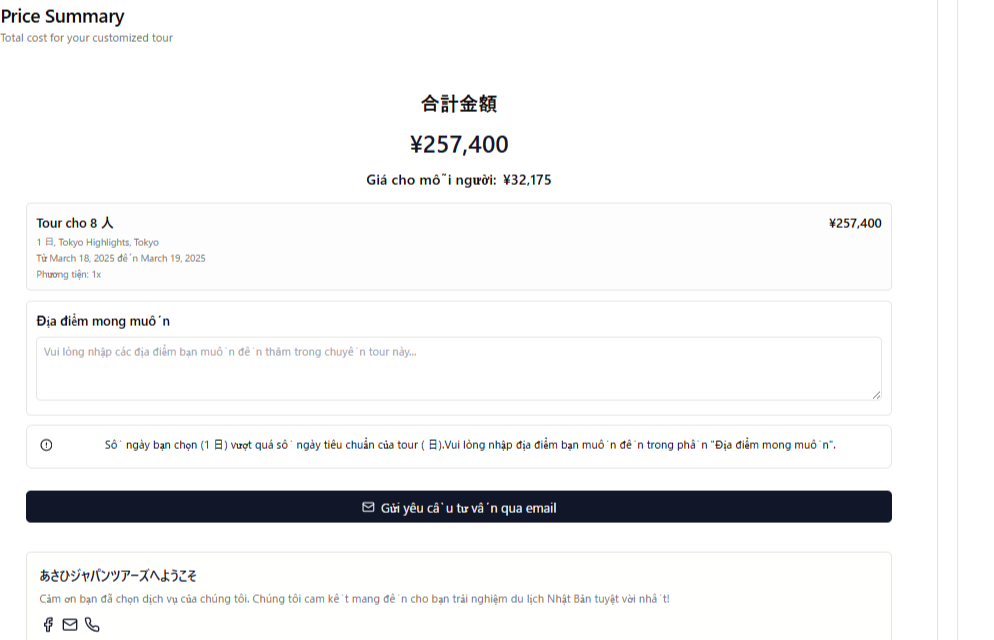 Price Summary
Total cost for your customized tour
合計金額
¥257,400
Giá cho mỗi người: ¥32,175
Tour cho 8 人
¥257,400
1 日, Tokyo Highlights, Tokyo
Từ March 18, 2025 đến March 19, 2025
Phương tiện: 1x
Địa điểm mong muốn
Vui lòng nhập các địa điểm bạn muốn đến thăm trong chuyến tour này...
Số ngày bạn chọn (1 日) vượt quá số ngày tiêu chuẩn của tour ( 日).Vui lòng nhập địa điểm bạn muốn đến trong phần "Địa điểm mong muốn".
Gửi yêu cầu tư vấn qua email
あさひジャパンツアーズへようこそ
Cảm ơn bạn đã chọn dịch vụ của chúng tôi. Chúng tôi cam kết mang đến cho bạn trải nghiệm du lịch Nhật Bản tuyệt vời nhất!